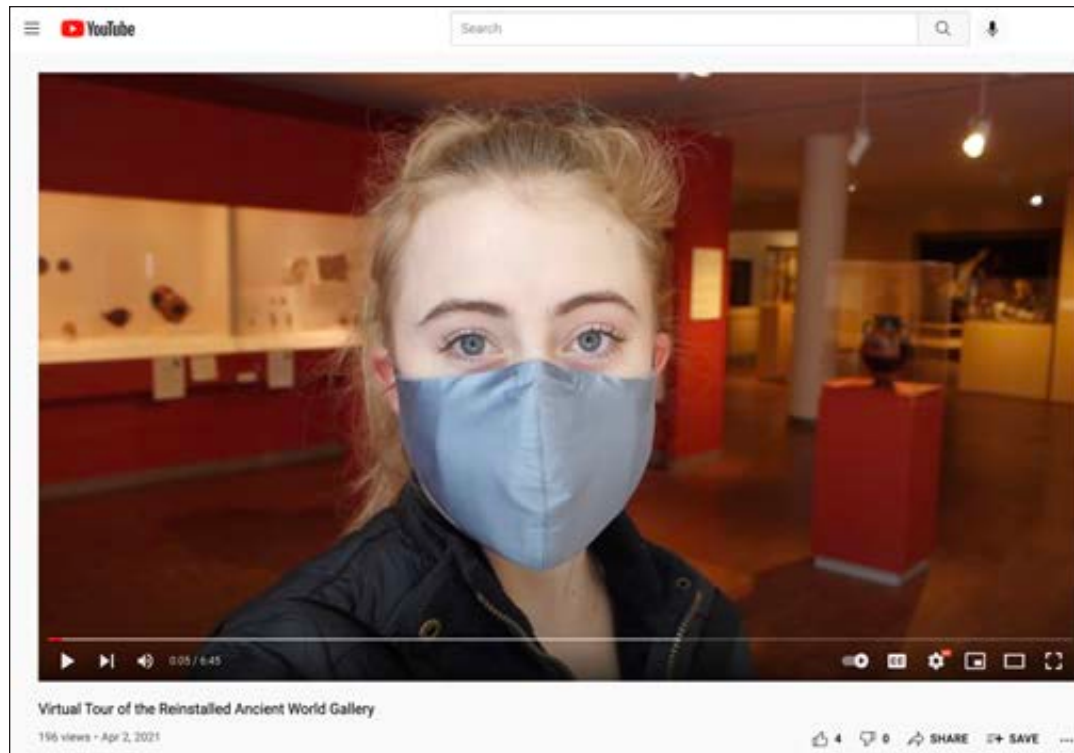 YouTube
Search
0:05 / 6:45
CC
Virtual Tour of the Reinstalled Ancient World Gallery
196 views • Apr 2, 2021
4
0
SHARE
SAVE